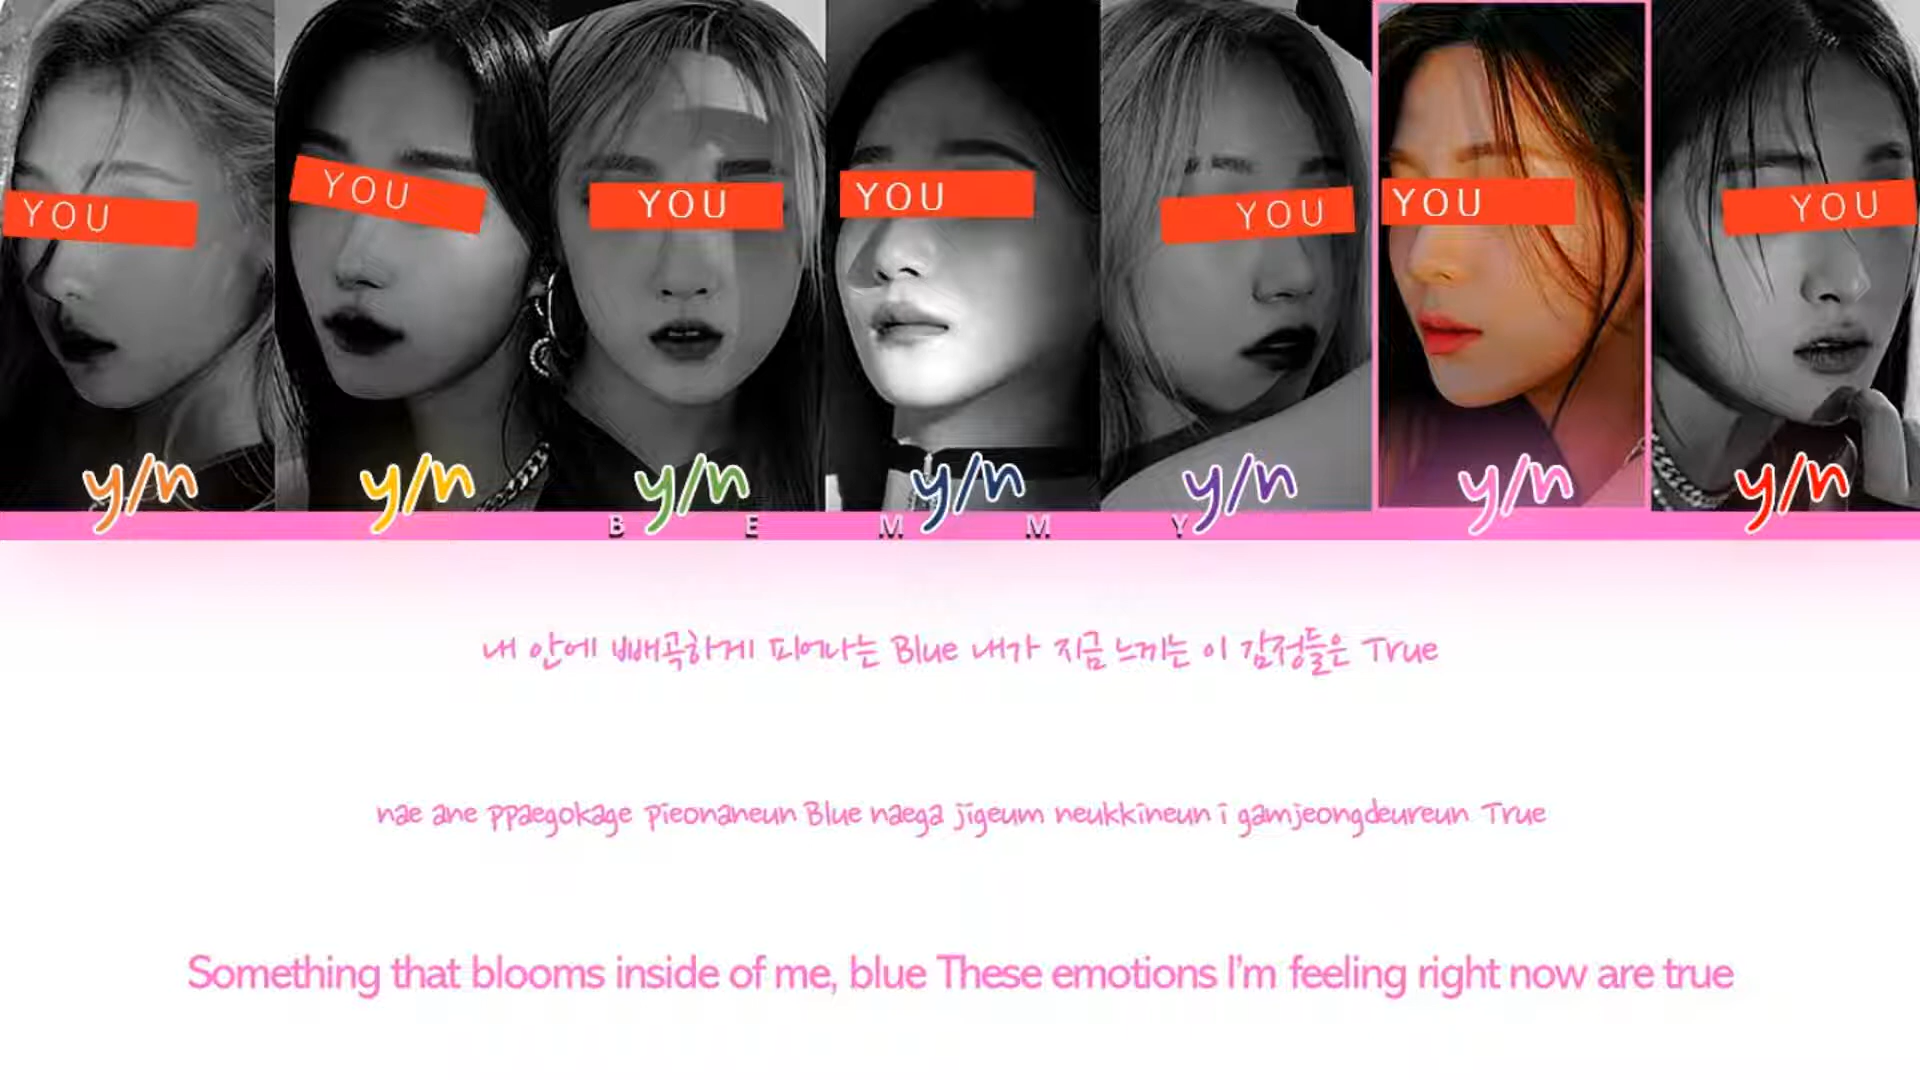 YOU YOU YOU YOU YOU YOU YOU
y/n y/n y/n y/n y/n y/n y/n
B E M M Y
내 안에 빼곡하게 피어나는 Blue 내가 지금 느끼는 이 감정들은 True
nae ane ppaegokage pieonaneun Blue naega jigeum neukkineun i gamjeongdeureun True
Something that blooms inside of me, blue These emotions I'm feeling right now are true